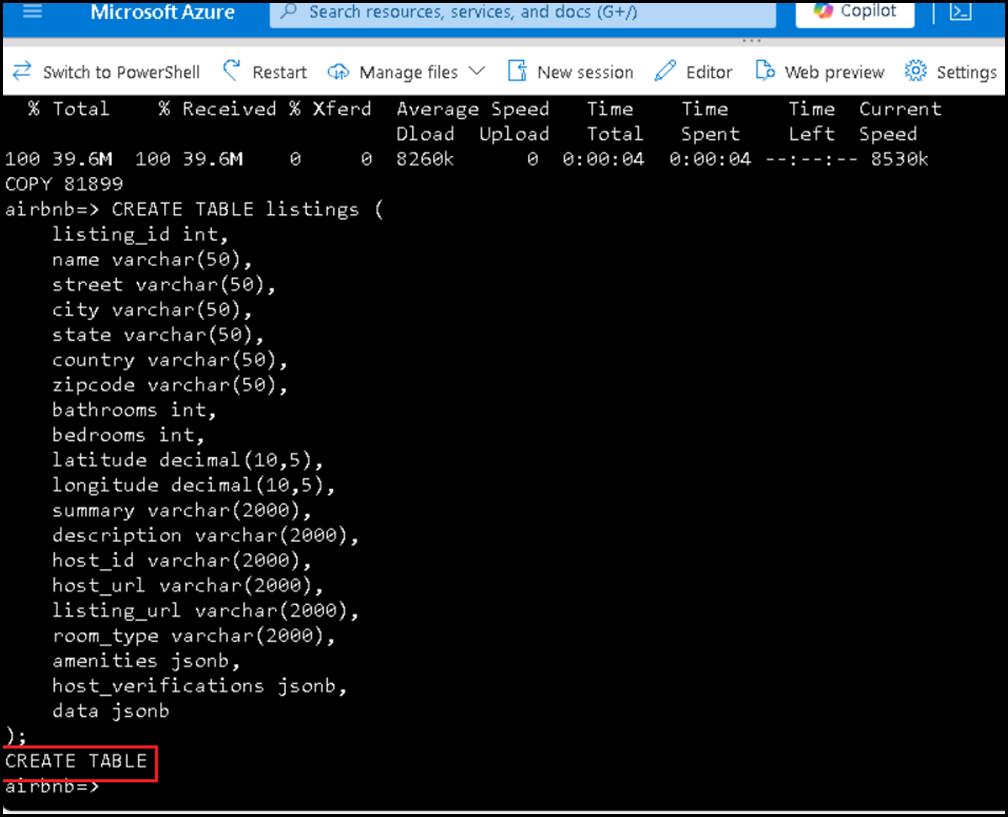 Microsoft Azure Search resources, services, and docs (G+/) Copilot
Switch to PowerShell Restart Manage files New session Editor Web preview Settings
% Total % Received % Xferd Average Speed Time Time Time Current
Dload Upload Total Spent Left Speed
100 39.6M 100 39.6M 0 0 8260k 0 0:00:04 0:00:04 --:--:-- 8530k
COPY 81899
airbnb=> CREATE TABLE listings (
listing_id int,
name varchar(50),
street varchar(50),
city varchar(50),
state varchar(50),
country varchar(50),
zipcode varchar(50),
bathrooms int,
bedrooms int,
latitude decimal(10,5),
longitude decimal(10,5),
summary varchar(2000),
description varchar(2000),
host_id varchar(2000),
host_url varchar(2000),
listing_url varchar(2000),
room_type varchar(2000),
amenities jsonb,
host_verifications jsonb,
data jsonb
);
CREATE TABLE
airbnb=>